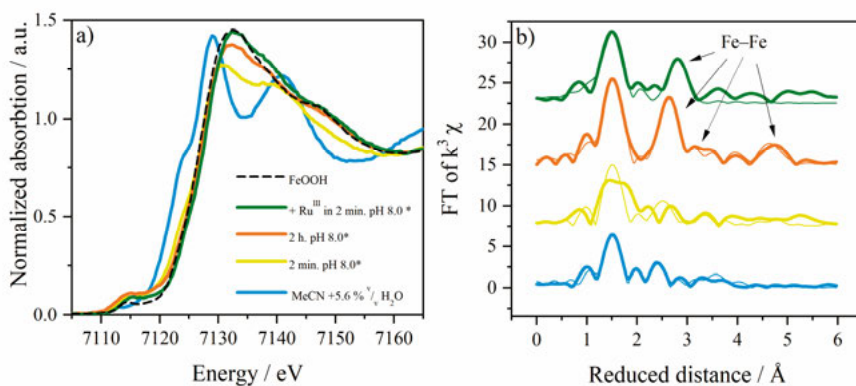 a)
Normalized absorbtion / a.u.
1.5
1.0
0.5
0.0
FeOOH
+ Ru^III in 2 min. pH 8.0 *
2 h. pH 8.0*
2 min. pH 8.0*
MeCN +5.6 % v/v H2O
7110 7120 7130 7140 7150 7160
Energy / eV
b)
Fe–Fe
FT of k³ χ
30
25
20
15
10
5
0
0 1 2 3 4 5 6
Reduced distance / Å